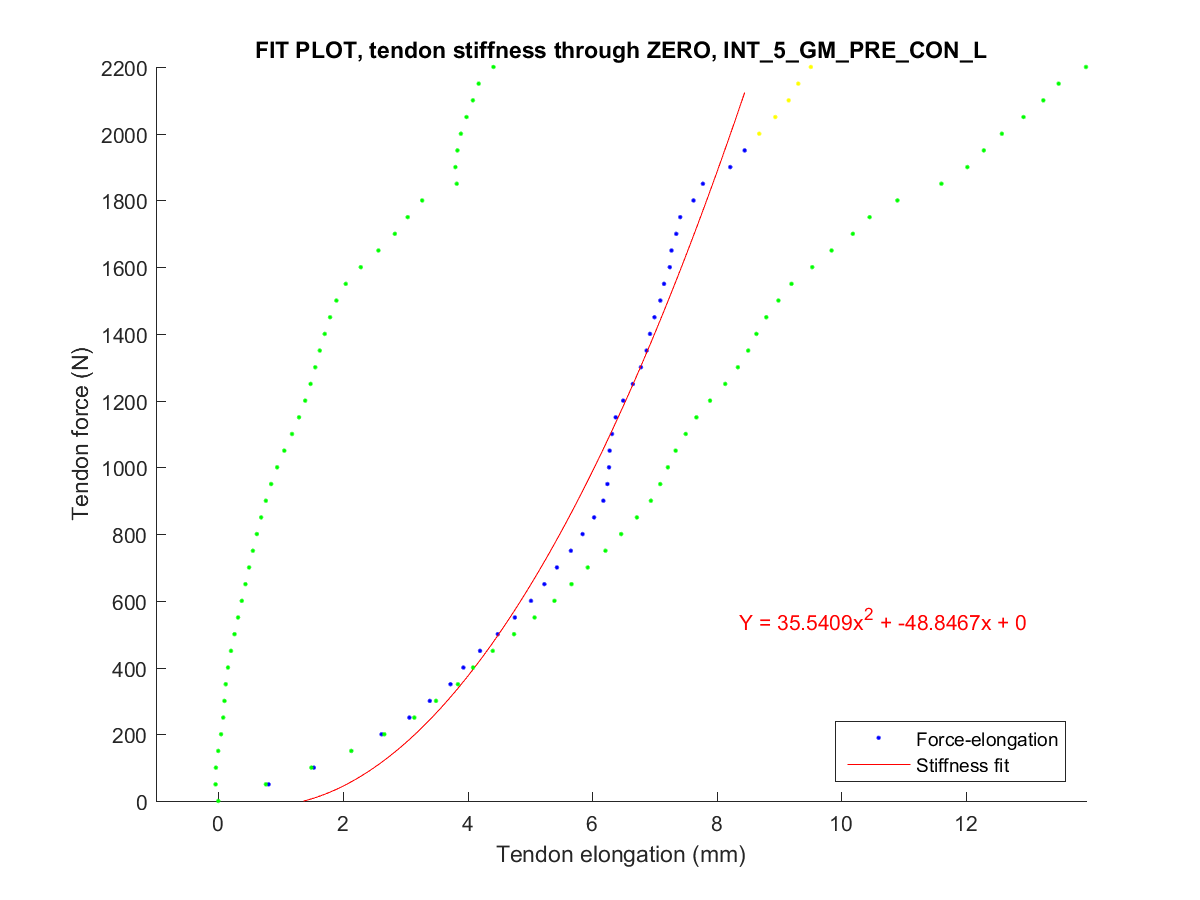 FIT PLOT, tendon stiffness through ZERO, INT_5_GM_PRE_CON_L
2200
2000
1800
1600
1400
1200
1000
800
600
400
200
0
Tendon force (N)
Y = 35.5409x² + -48.8467x + 0
Force-elongation
Stiffness fit
0 2 4 6 8 10 12
Tendon elongation (mm)